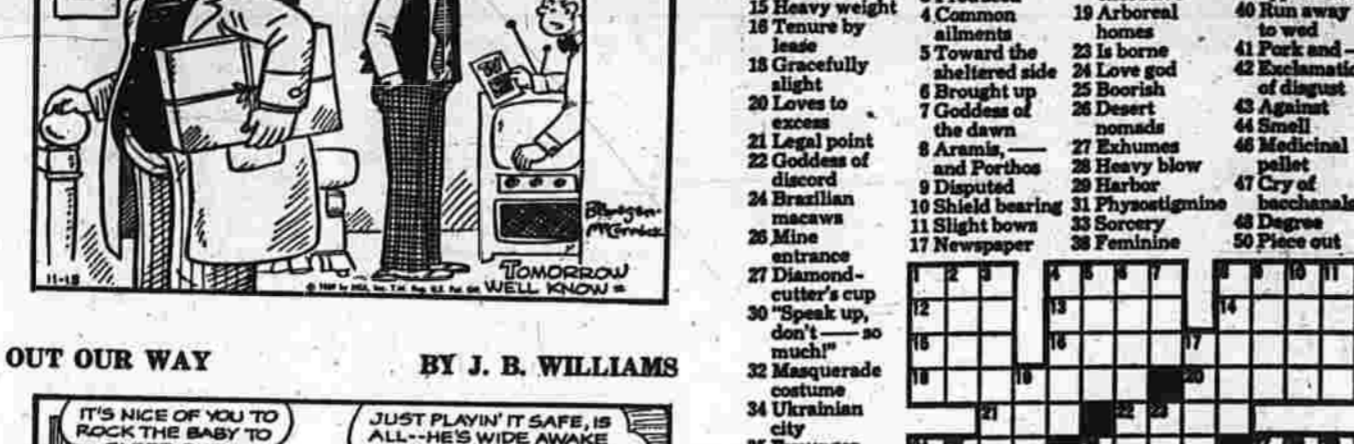 11-18
TOMORROW
WE'LL KNOW =
OUT OUR WAY
BY J. B. WILLIAMS
IT'S NICE OF YOU TO
ROCK THE BABY TO
JUST PLAYIN' IT SAFE, IS
ALL--HE'S WIDE AWAKE
15 Heavy weight
16 Tenure by
lease
18 Gracefully
slight
20 Loves to
excess
21 Legal point
22 Goddess of
discord
24 Brazilian
macaws
26 Mine
entrance
27 Diamond-
cutter's cup
30 "Speak up,
don't — so
much!"
32 Masquerade
costume
34 Ukrainian
city
4 Common
ailments
5 Toward the
sheltered side
6 Brought up
7 Goddess of
the dawn
8 Aramis, —
and Porthos
9 Disputed
10 Shield bearing
11 Slight bows
17 Newspaper
19 Arboreal
homes
23 Is borne
24 Love god
25 Boorish
26 Desert
nomads
27 Exhumes
28 Heavy blow
29 Harbor
31 Physostigmine
33 Sorcery
38 Feminine
40 Run away
to wed
41 Pork and —
42 Exclamatio
of disgust
43 Against
44 Smell
46 Medicinal
pellet
47 Cry of
bacchanals
48 Degree
50 Piece out
1 2 3 4 5 6 7 8 9 10 11
12 13 14
15 16 17
18 19 20
21 22 23